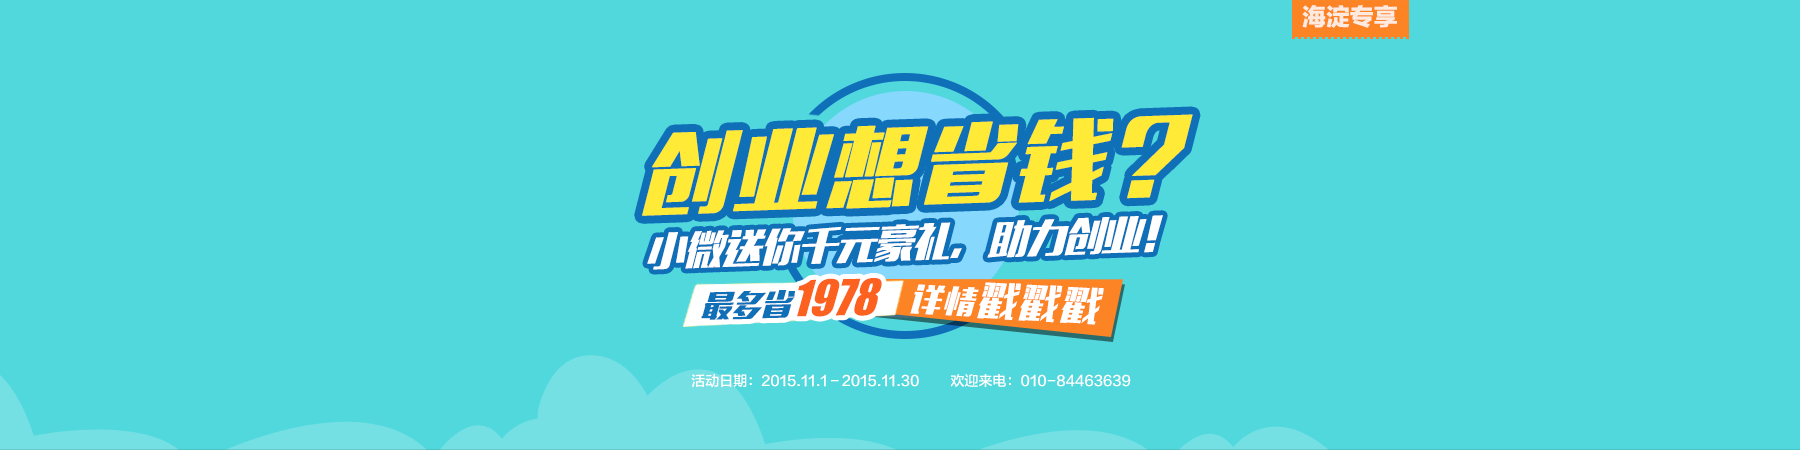 海淀专享
创业想省钱?
小微送你千元豪礼,助力创业!
最多省1978 详情戳戳戳
活动日期：2015.11.1-2015.11.30 欢迎来电：010-84463639